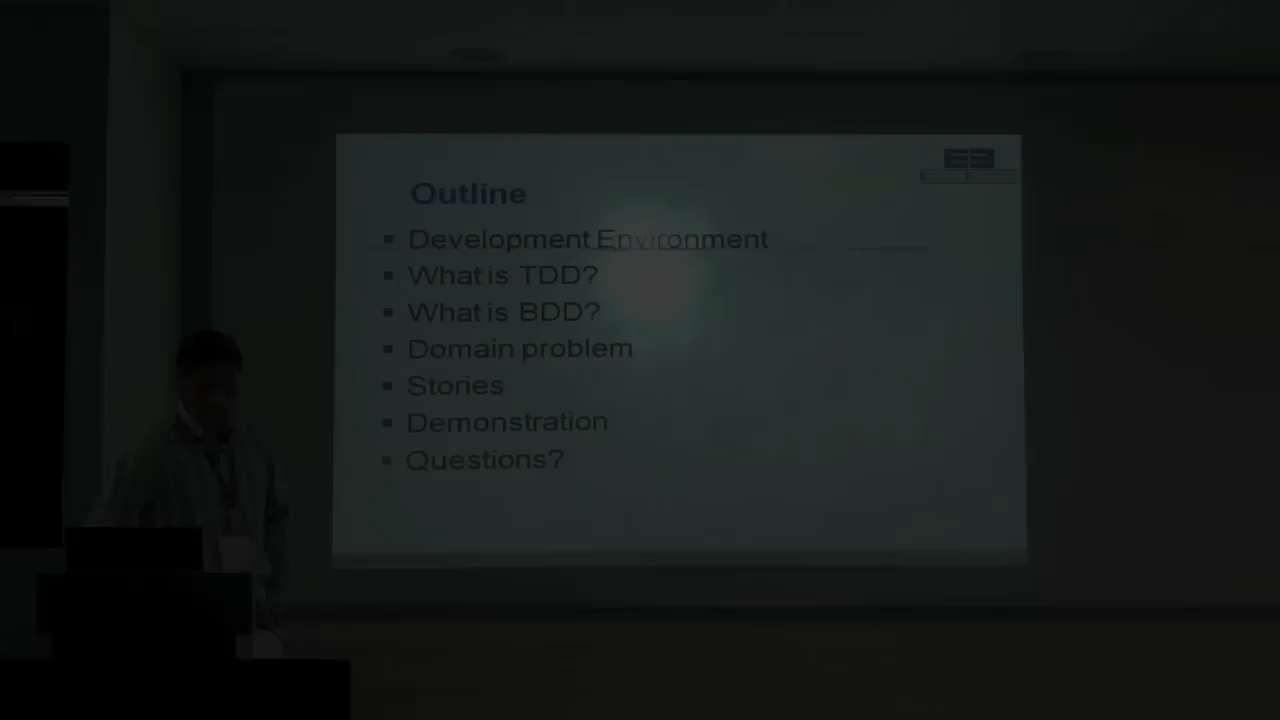 Outline
▪ Development Environment
▪ What is TDD?
▪ What is BDD?
▪ Domain problem
▪ Stories
▪ Demonstration
▪ Questions?